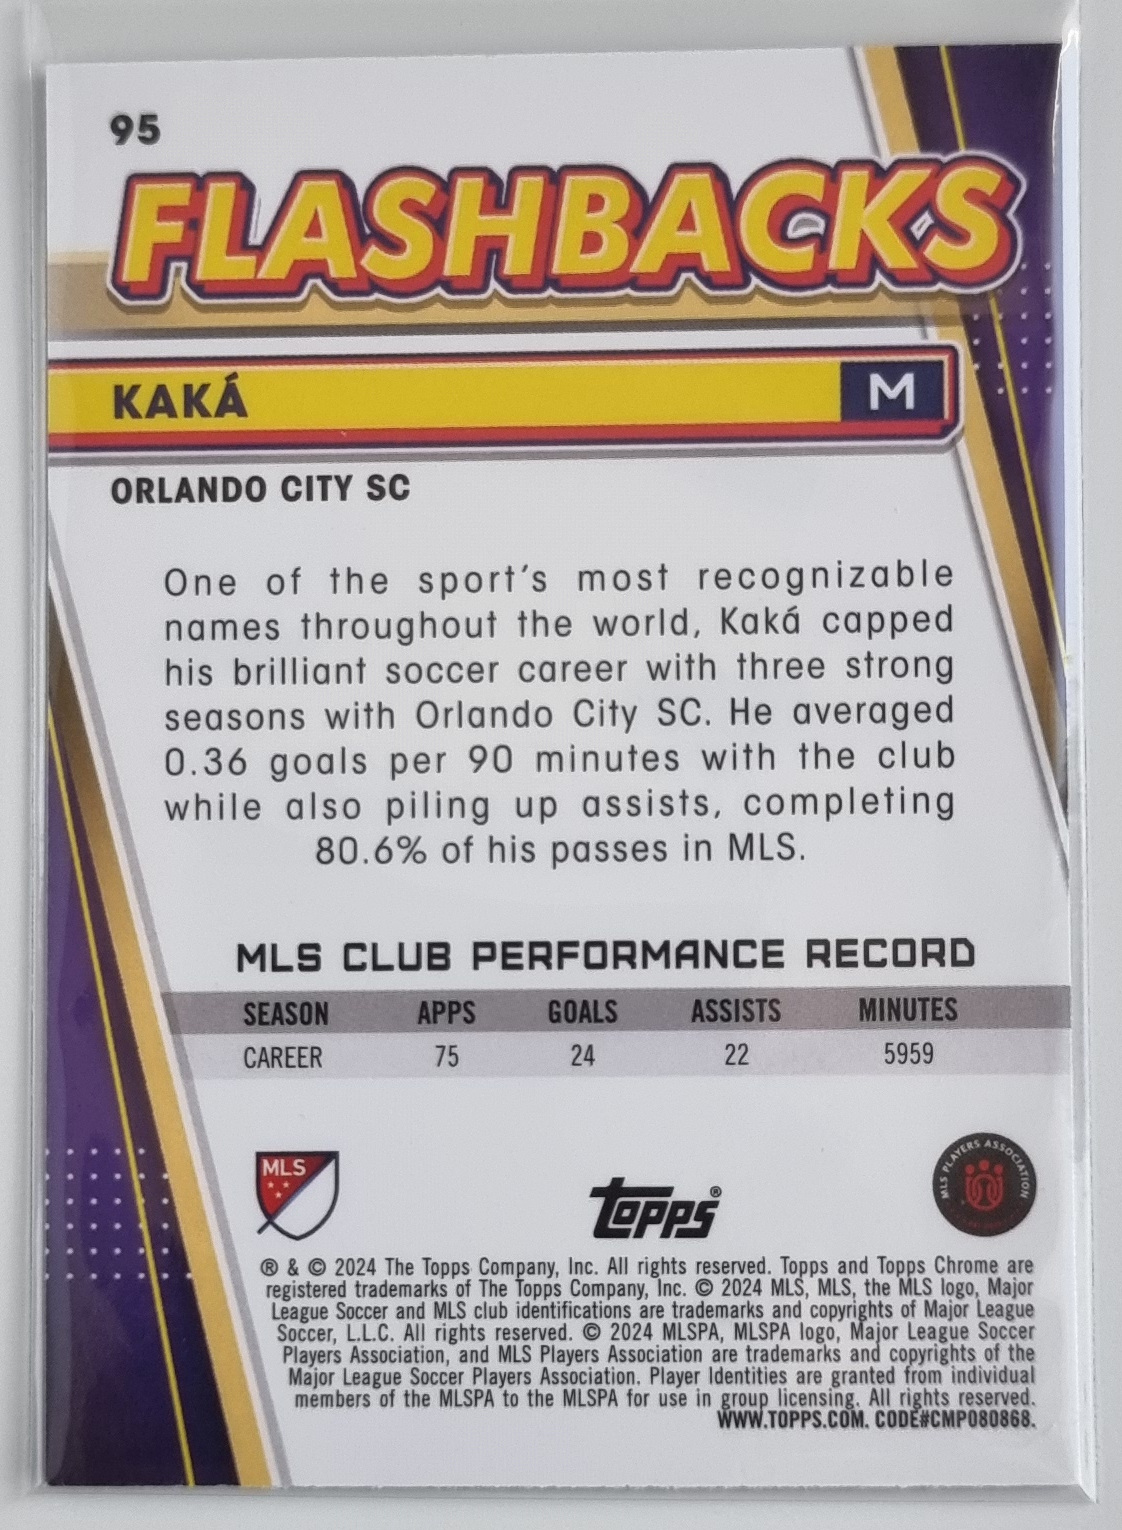 95
FLASHBACKS
KAKÁ
M
ORLANDO CITY SC
One of the sport's most recognizable
names throughout the world, Kaká capped
his brilliant soccer career with three strong
seasons with Orlando City SC. He averaged
0.36 goals per 90 minutes with the club
while also piling up assists, completing
80.6% of his passes in MLS.
MLS CLUB PERFORMANCE RECORD
SEASON APPS GOALS ASSISTS MINUTES
CAREER 75 24 22 5959
MLS
topps®
MLS PLAYERS ASSOCIATION
® & © 2024 The Topps Company, Inc. All rights reserved. Topps and Topps Chrome are
registered trademarks of The Topps Company, Inc. © 2024 MLS, MLS, the MLS logo, Major
League Soccer and MLS club identifications are trademarks and copyrights of Major League
Soccer, L.L.C. All rights reserved. © 2024 MLSPA, MLSPA logo, Major League Soccer
Players Association, and MLS Players Association are trademarks and copyrights of the
Major League Soccer Players Association. Player Identities are granted from individual
members of the MLSPA to the MLSPA for use in group licensing. All rights reserved.
WWW.TOPPS.COM. CODE#CMP080868.